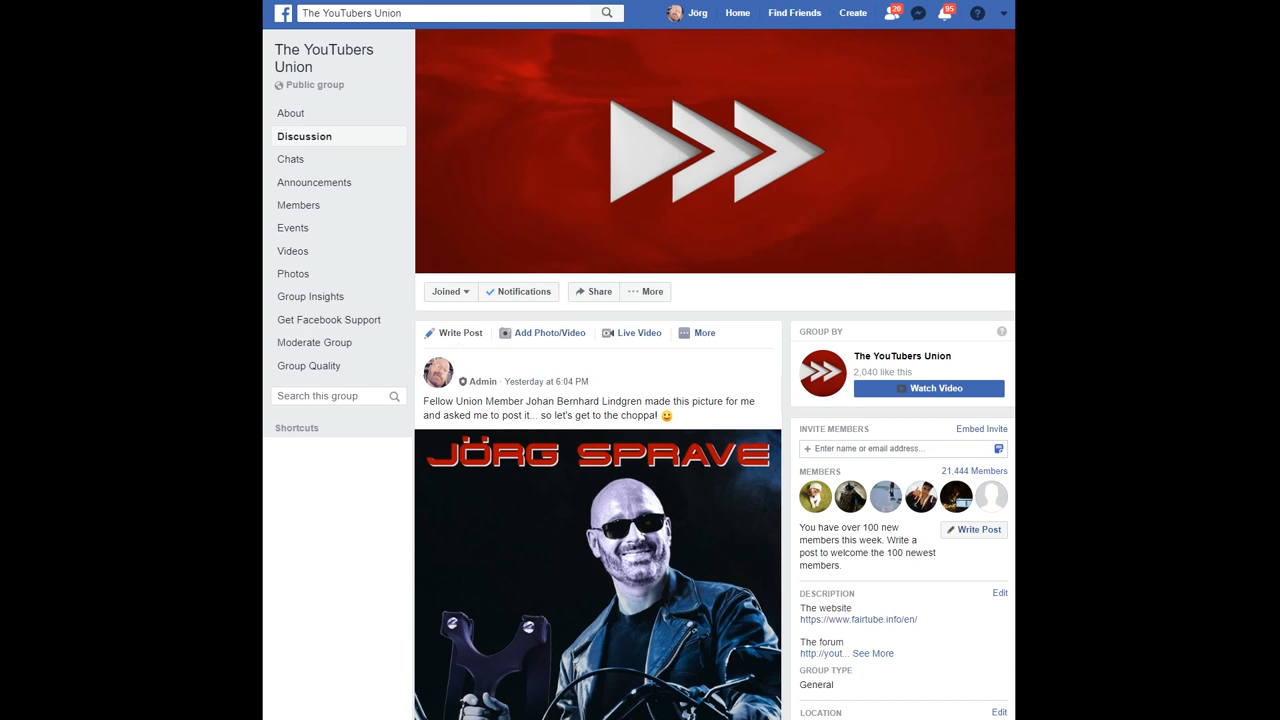 The YouTubers Union
Jörg
Home
Find Friends
Create
20
95
The YouTubers
Union
Public group
About
Discussion
Chats
Announcements
Members
Events
Videos
Photos
Group Insights
Get Facebook Support
Moderate Group
Group Quality
Search this group
Shortcuts
Joined
Notifications
Share
More
Write Post
Add Photo/Video
Live Video
More
Admin · Yesterday at 6:04 PM
Fellow Union Member Johan Bernhard Lindgren made this picture for me
and asked me to post it... so let's get to the choppa!
JÖRG SPRAVE
GROUP BY
The YouTubers Union
2,040 like this
Watch Video
INVITE MEMBERS
Embed Invite
+ Enter name or email address...
MEMBERS
21,444 Members
You have over 100 new
members this week. Write a
post to welcome the 100 newest
members.
Write Post
DESCRIPTION
Edit
The website
https://www.fairtube.info/en/
The forum
http://yout... See More
GROUP TYPE
General
LOCATION
Edit